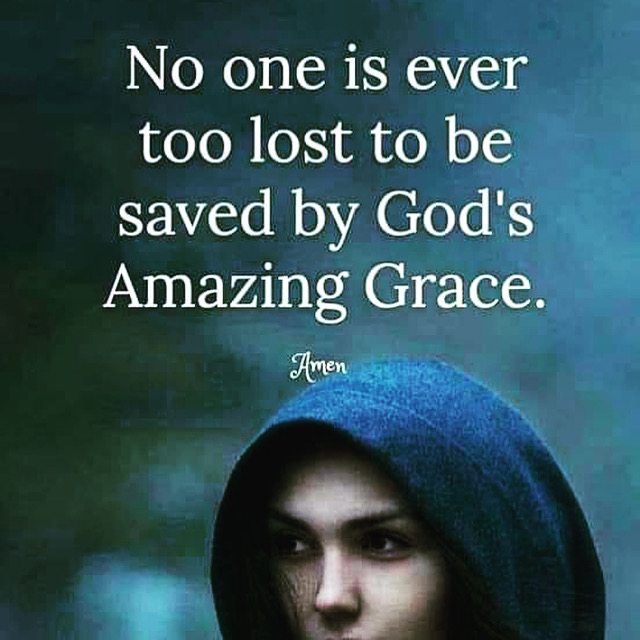 No one is ever
too lost to be
saved by God's
Amazing Grace.
Amen